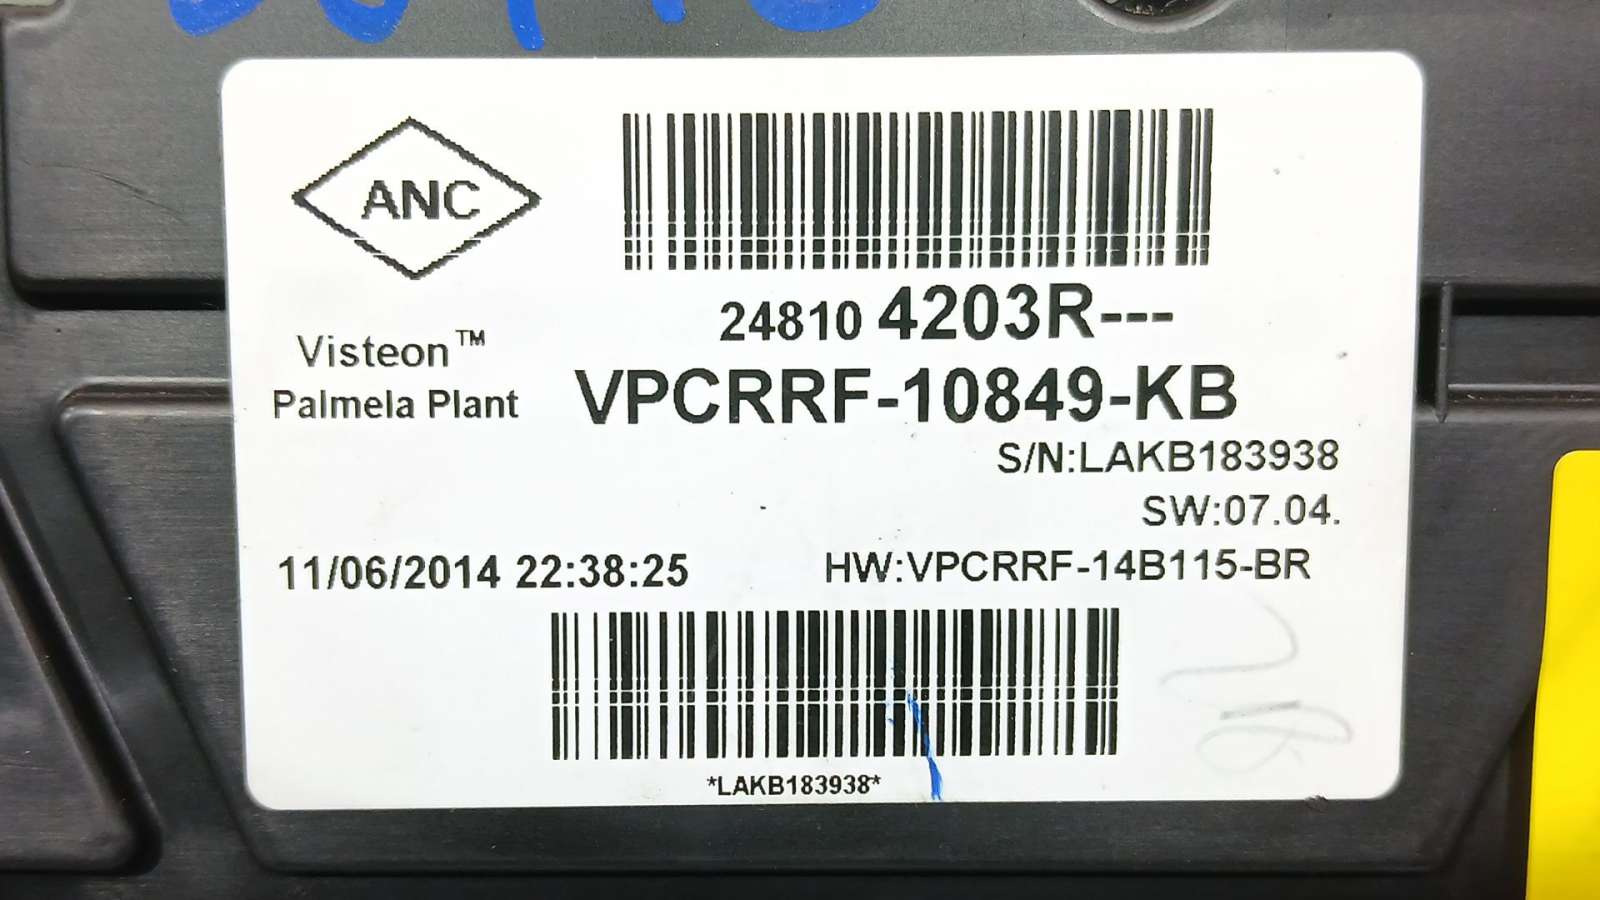 ANC
24810 4203R---
Visteon™
Palmela Plant
VPCRRF-10849-KB
S/N:LAKB183938
SW:07.04.
11/06/2014 22:38:25
HW:VPCRRF-14B115-BR
*LAKB183938*